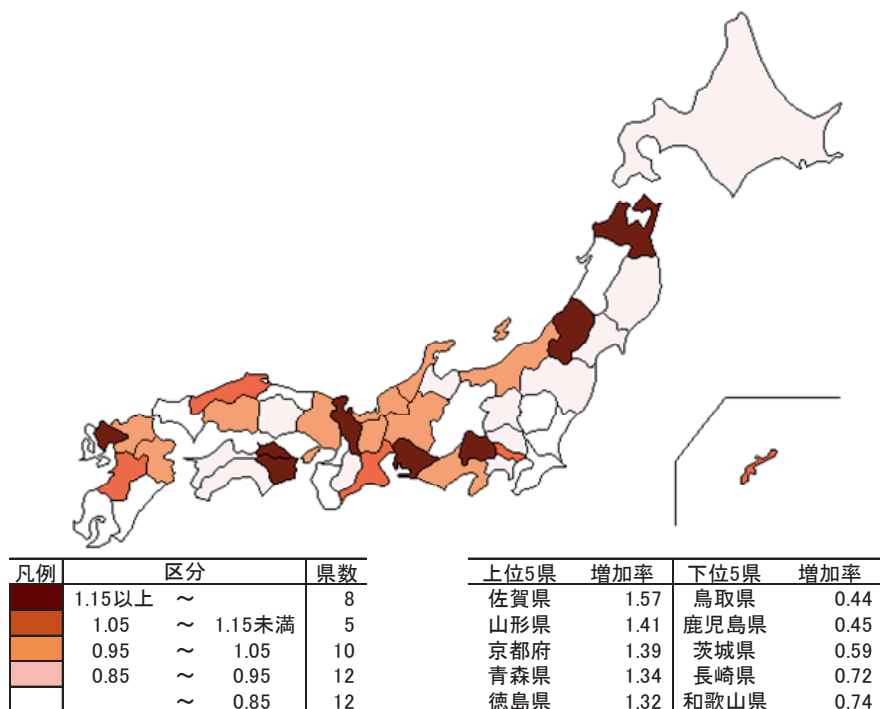 凡例 区分 県数
1.15以上 ～ 8
1.05 ～ 1.15未満 5
0.95 ～ 1.05 10
0.85 ～ 0.95 12
～ 0.85 12
上位5県 増加率 下位5県 増加率
佐賀県 1.57 鳥取県 0.44
山形県 1.41 鹿児島県 0.45
京都府 1.39 茨城県 0.59
青森県 1.34 長崎県 0.72
徳島県 1.32 和歌山県 0.74